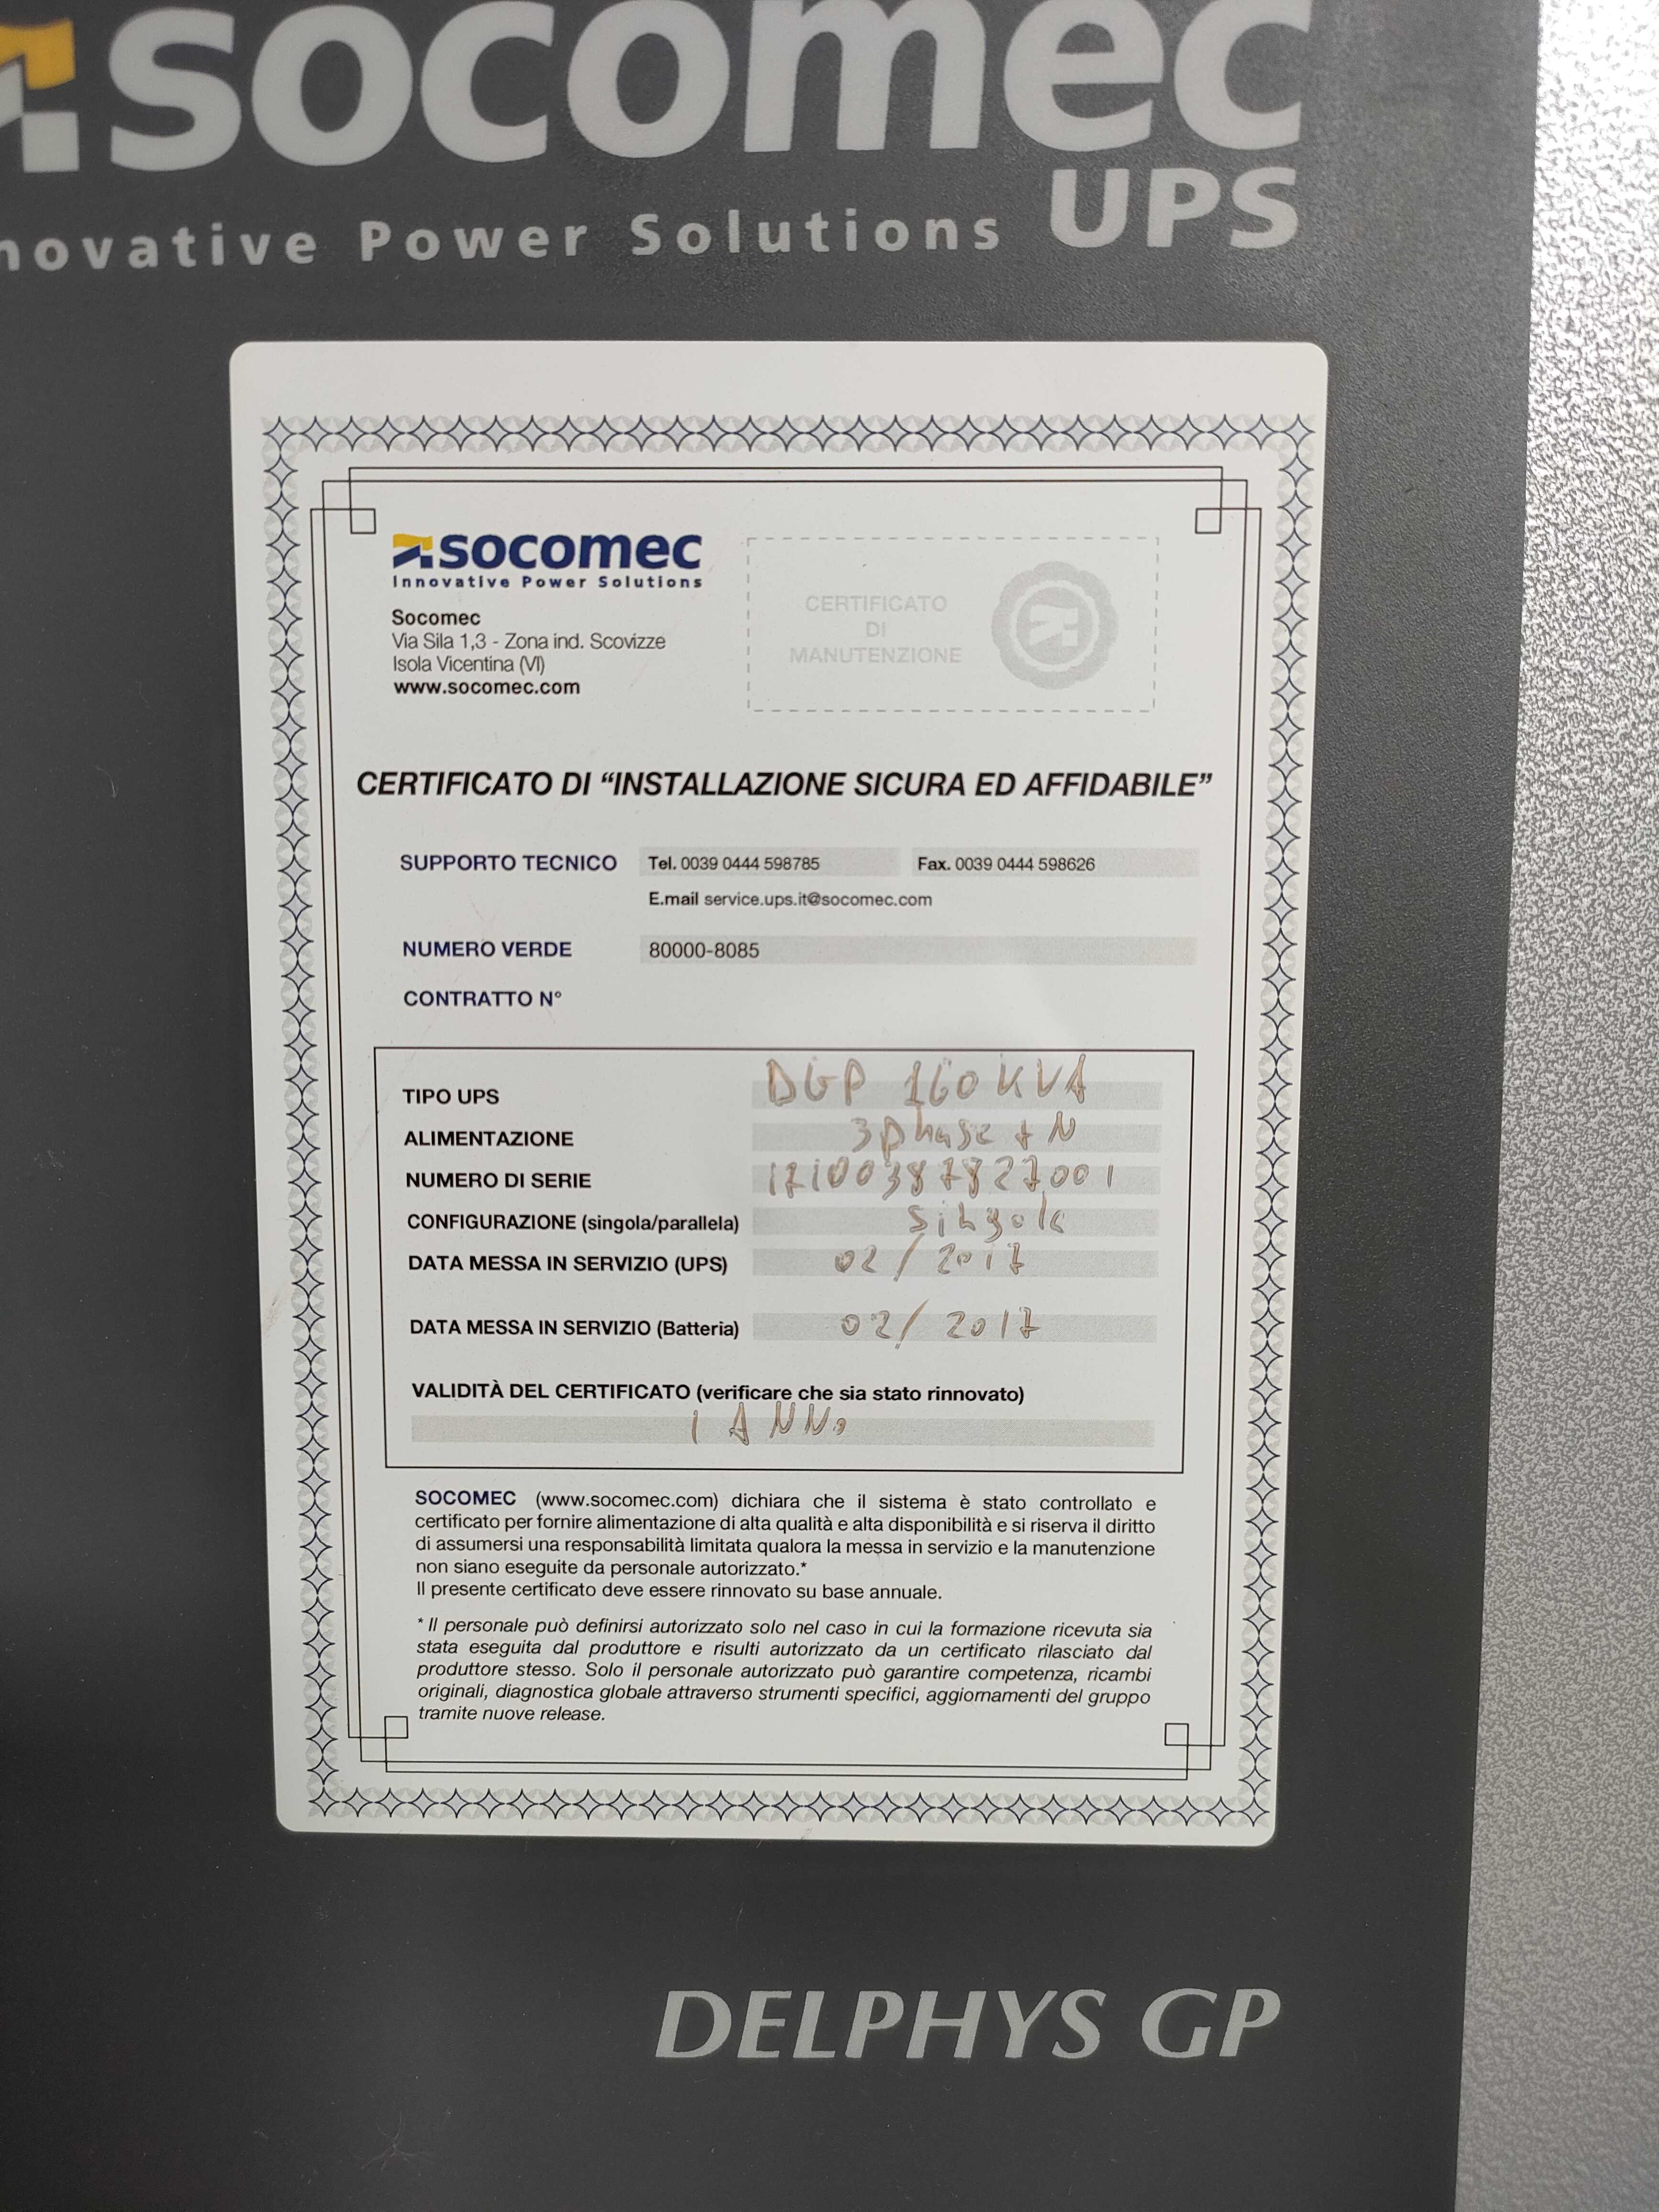 socomec
UPS
novative Power Solutions
socomec
Innovative Power Solutions
Socomec
Via Sila 1,3 - Zona ind. Scovizze
Isola Vicentina (VI)
www.socomec.com
CERTIFICATO
DI
MANUTENZIONE
CERTIFICATO DI “INSTALLAZIONE SICURA ED AFFIDABILE”
SUPPORTO TECNICO Tel. 0039 0444 598785 Fax. 0039 0444 598626
E.mail service.ups.it@socomec.com
NUMERO VERDE 80000-8085
CONTRATTO N°
TIPO UPS DGP 160 KVA
ALIMENTAZIONE 3phase + N
NUMERO DI SERIE
CONFIGURAZIONE (singola/parallela) singola
DATA MESSA IN SERVIZIO (UPS) 02/2017
DATA MESSA IN SERVIZIO (Batteria) 02/2017
VALIDITÀ DEL CERTIFICATO (verificare che sia stato rinnovato)
1 ANNo
SOCOMEC (www.socomec.com) dichiara che il sistema è stato controllato e
certificato per fornire alimentazione di alta qualità e alta disponibilità e si riserva il diritto
di assumersi una responsabilità limitata qualora la messa in servizio e la manutenzione
non siano eseguite da personale autorizzato.*
Il presente certificato deve essere rinnovato su base annuale.
* Il personale può definirsi autorizzato solo nel caso in cui la formazione ricevuta sia
stata eseguita dal produttore e risulti autorizzato da un certificato rilasciato dal
produttore stesso. Solo il personale autorizzato può garantire competenza, ricambi
originali, diagnostica globale attraverso strumenti specifici, aggiornamenti del gruppo
tramite nuove release.
DELPHYS GP